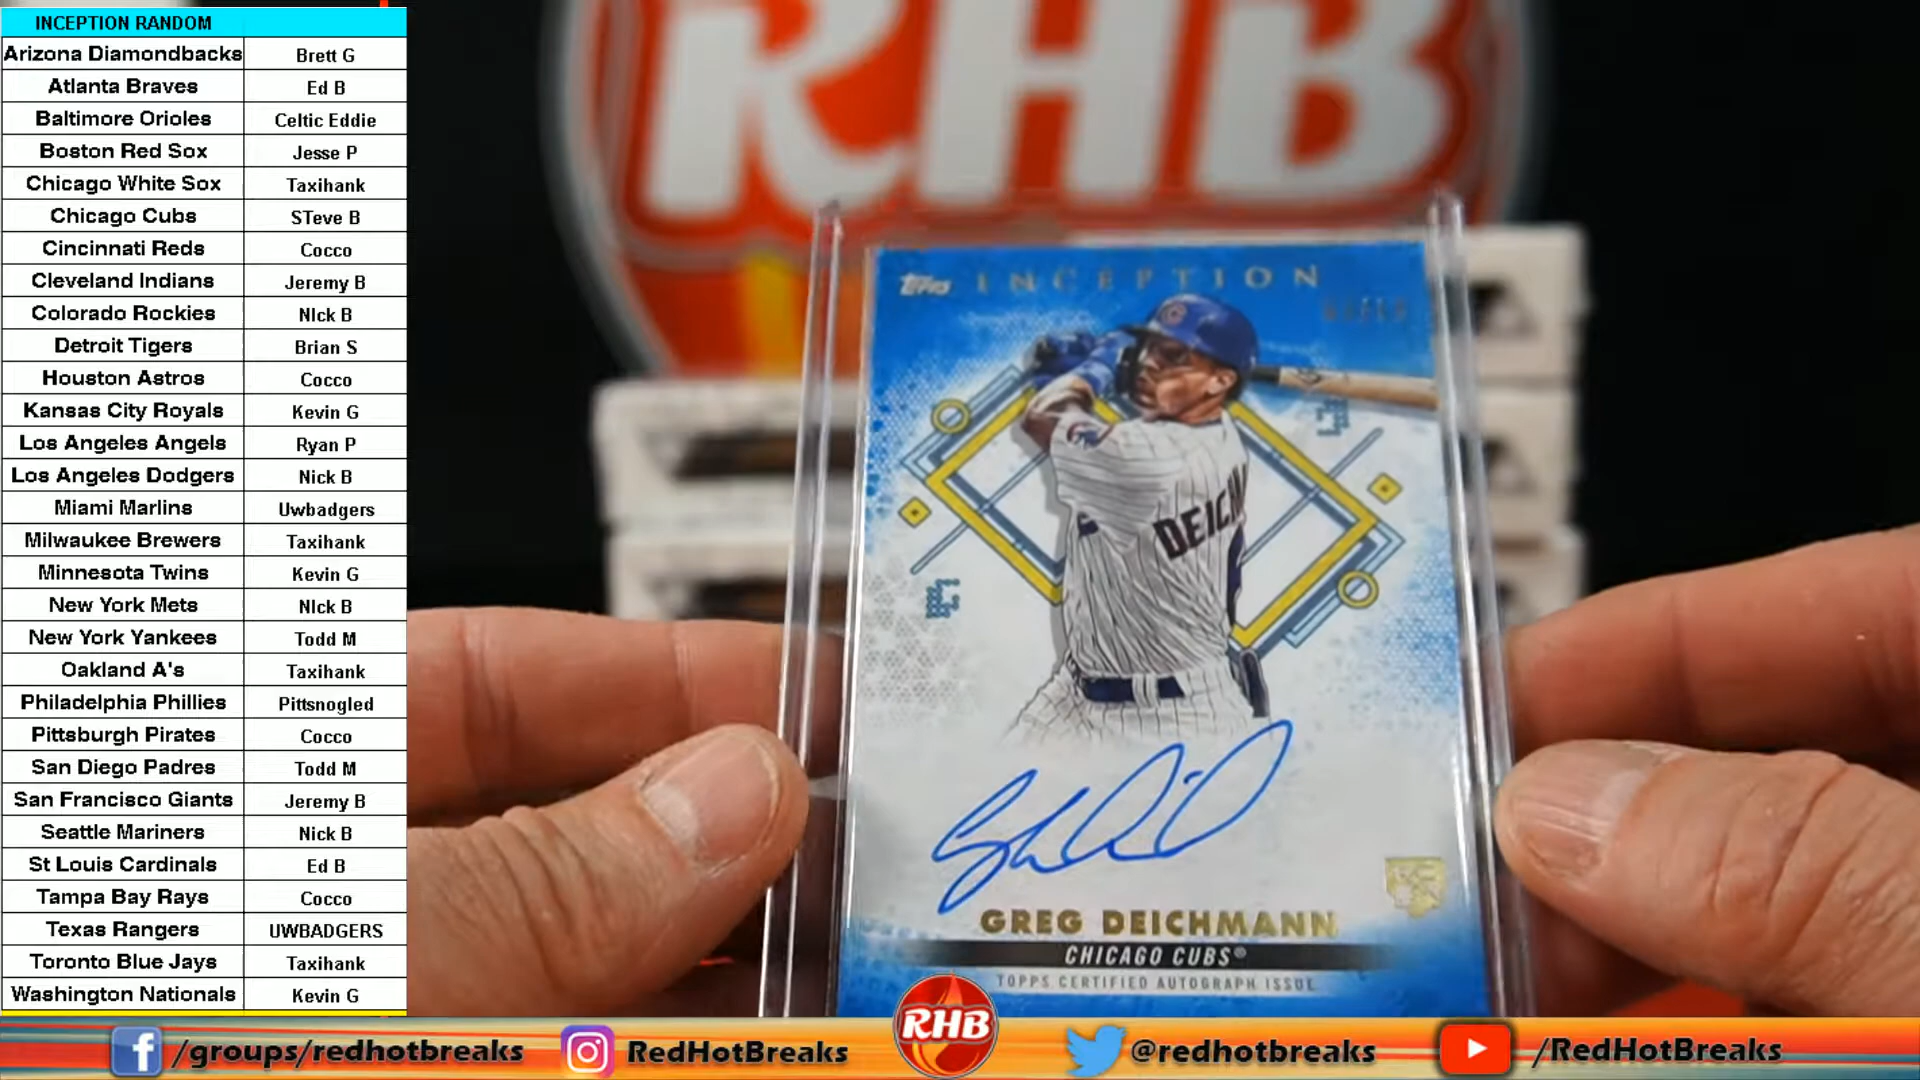 INCEPTION RANDOM
Arizona Diamondbacks Brett G
Atlanta Braves Ed B
Baltimore Orioles Celtic Eddie
Boston Red Sox Jesse P
Chicago White Sox Taxihank
Chicago Cubs STeve B
Cincinnati Reds Cocco
Cleveland Indians Jeremy B
Colorado Rockies NIck B
Detroit Tigers Brian S
Houston Astros Cocco
Kansas City Royals Kevin G
Los Angeles Angels Ryan P
Los Angeles Dodgers Nick B
Miami Marlins Uwbadgers
Milwaukee Brewers Taxihank
Minnesota Twins Kevin G
New York Mets NIck B
New York Yankees Todd M
Oakland A's Taxihank
Philadelphia Phillies Pittsnogled
Pittsburgh Pirates Cocco
San Diego Padres Todd M
San Francisco Giants Jeremy B
Seattle Mariners Nick B
St Louis Cardinals Ed B
Tampa Bay Rays Cocco
Texas Rangers UWBADGERS
Toronto Blue Jays Taxihank
Washington Nationals Kevin G
RHB
Topps INCEPTION
C
DEICH
GREG DEICHMANN
RC
CHICAGO CUBS®
TOPPS CERTIFIED AUTOGRAPH ISSUE
RHB
/groups/redhotbreaks RedHotBreaks @redhotbreaks /RedHotBreaks